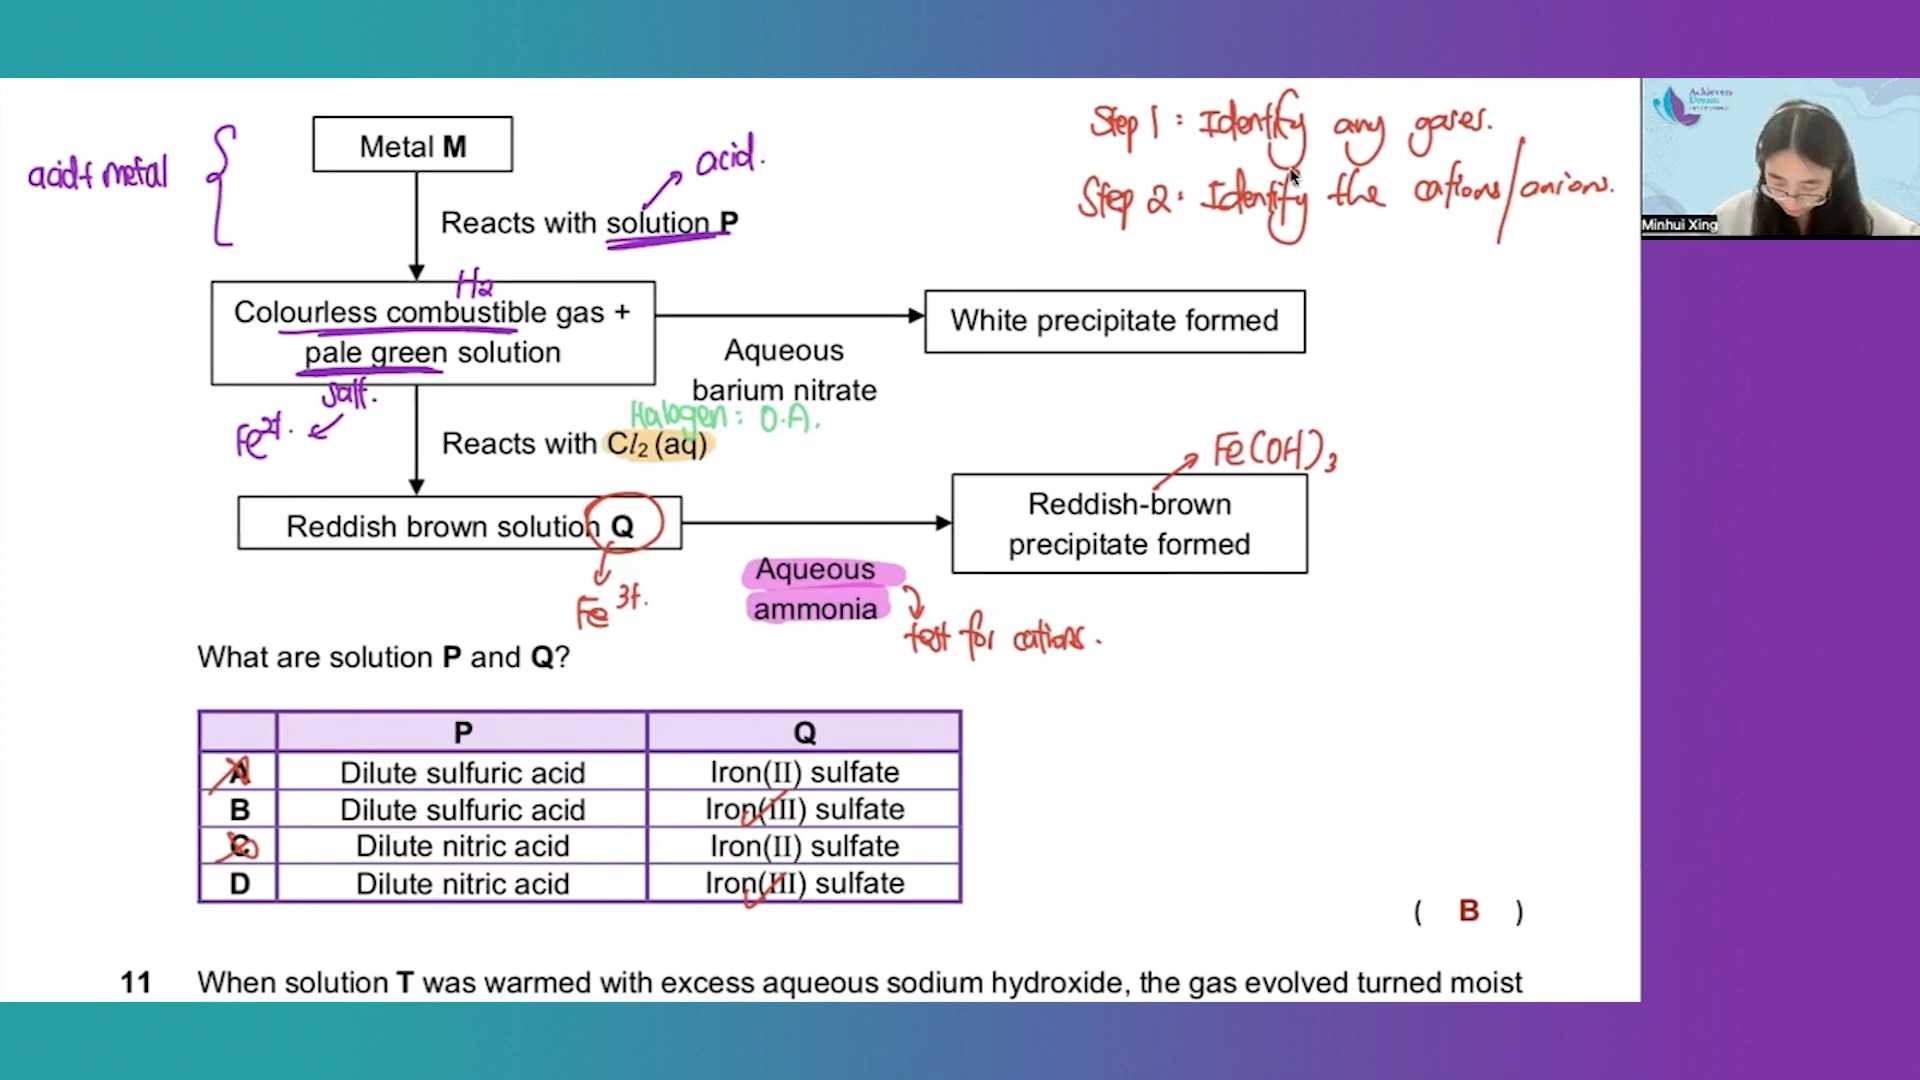 Step 1 : Identify any gases.
Step 2 : Identify the cations/anions.
Achievers
Dream
Minhui Xing
acid + metal
Metal M
acid.
Reacts with solution P
H2
Colourless combustible gas +
pale green solution
Aqueous
barium nitrate
White precipitate formed
salt.
Fe2+.
Halogen : O.A.
Reacts with Cl2 (aq)
Fe(OH)3
Reddish brown solution Q
Reddish-brown
precipitate formed
Fe 3+.
Aqueous
ammonia
test for cations.
What are solution P and Q?
P Q
A Dilute sulfuric acid Iron(II) sulfate
B Dilute sulfuric acid Iron(III) sulfate
C Dilute nitric acid Iron(II) sulfate
D Dilute nitric acid Iron(III) sulfate
( B )
11 When solution T was warmed with excess aqueous sodium hydroxide, the gas evolved turned moist